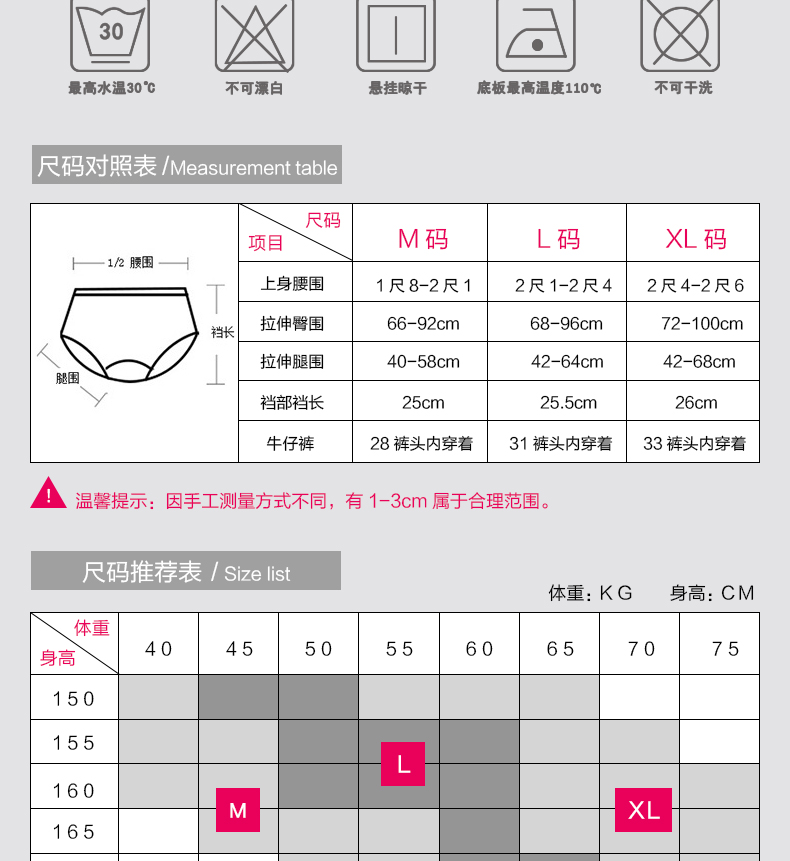 30
最高水温30℃ 不可漂白 悬挂晾干 底板最高温度110℃ 不可干洗
尺码对照表 /Measurement table
1/2 腰围
裆长
腿围
尺码
项目 M 码 L 码 XL 码
上身腰围 1 尺 8-2 尺 1 2 尺 1-2 尺 4 2 尺 4-2 尺 6
拉伸臀围 66-92cm 68-96cm 72-100cm
拉伸腿围 40-58cm 42-64cm 42-68cm
裆部裆长 25cm 25.5cm 26cm
牛仔裤 28 裤头内穿着 31 裤头内穿着 33 裤头内穿着
! 温馨提示：因手工测量方式不同，有 1-3cm 属于合理范围。
尺码推荐表 / Size list
体重：KG 身高：CM
体重
身高 40 45 50 55 60 65 70 75
150
155
L
160
M XL
165